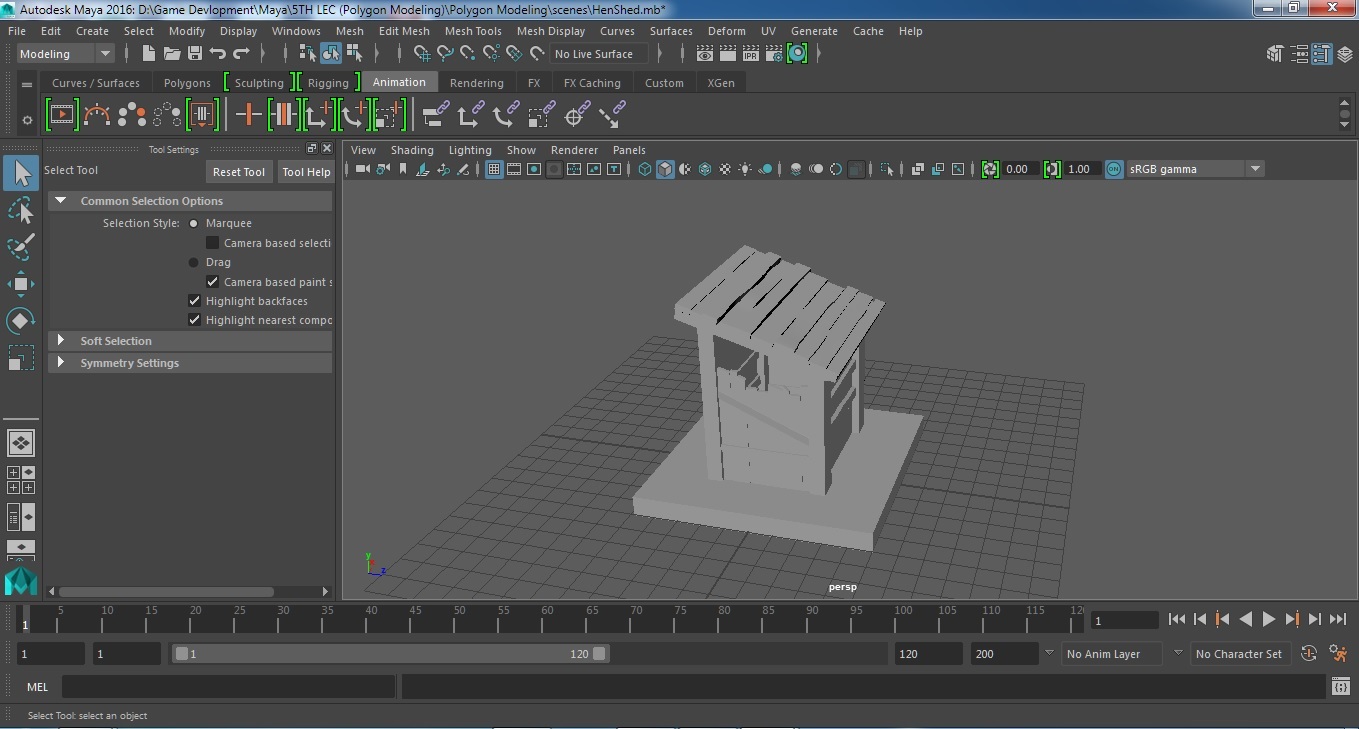 Autodesk Maya 2016: D:\Game Devlopment\Maya\5TH LEC (Polygon Modeling)\Polygon Modeling\scenes\HenShed.mb*
File Edit Create Select Modify Display Windows Mesh Edit Mesh Mesh Tools Mesh Display Curves Surfaces Deform UV Generate Cache Help
Modeling No Live Surface
Curves / Surfaces Polygons Sculpting Rigging Animation Rendering FX FX Caching Custom XGen
Tool Settings
View Shading Lighting Show Renderer Panels
Select Tool Reset Tool Tool Help
0.00 1.00 ON sRGB gamma
Common Selection Options
Selection Style: Marquee
Camera based selecti
Drag
Camera based paint s
Highlight backfaces
Highlight nearest compo
Soft Selection
Symmetry Settings
y
z
persp
5 10 15 20 25 30 35 40 45 50 55 60 65 70 75 80 85 90 95 100 105 110 115 12
1 1
1 1 1 120 120 200 No Anim Layer No Character Set
MEL
Select Tool: select an object